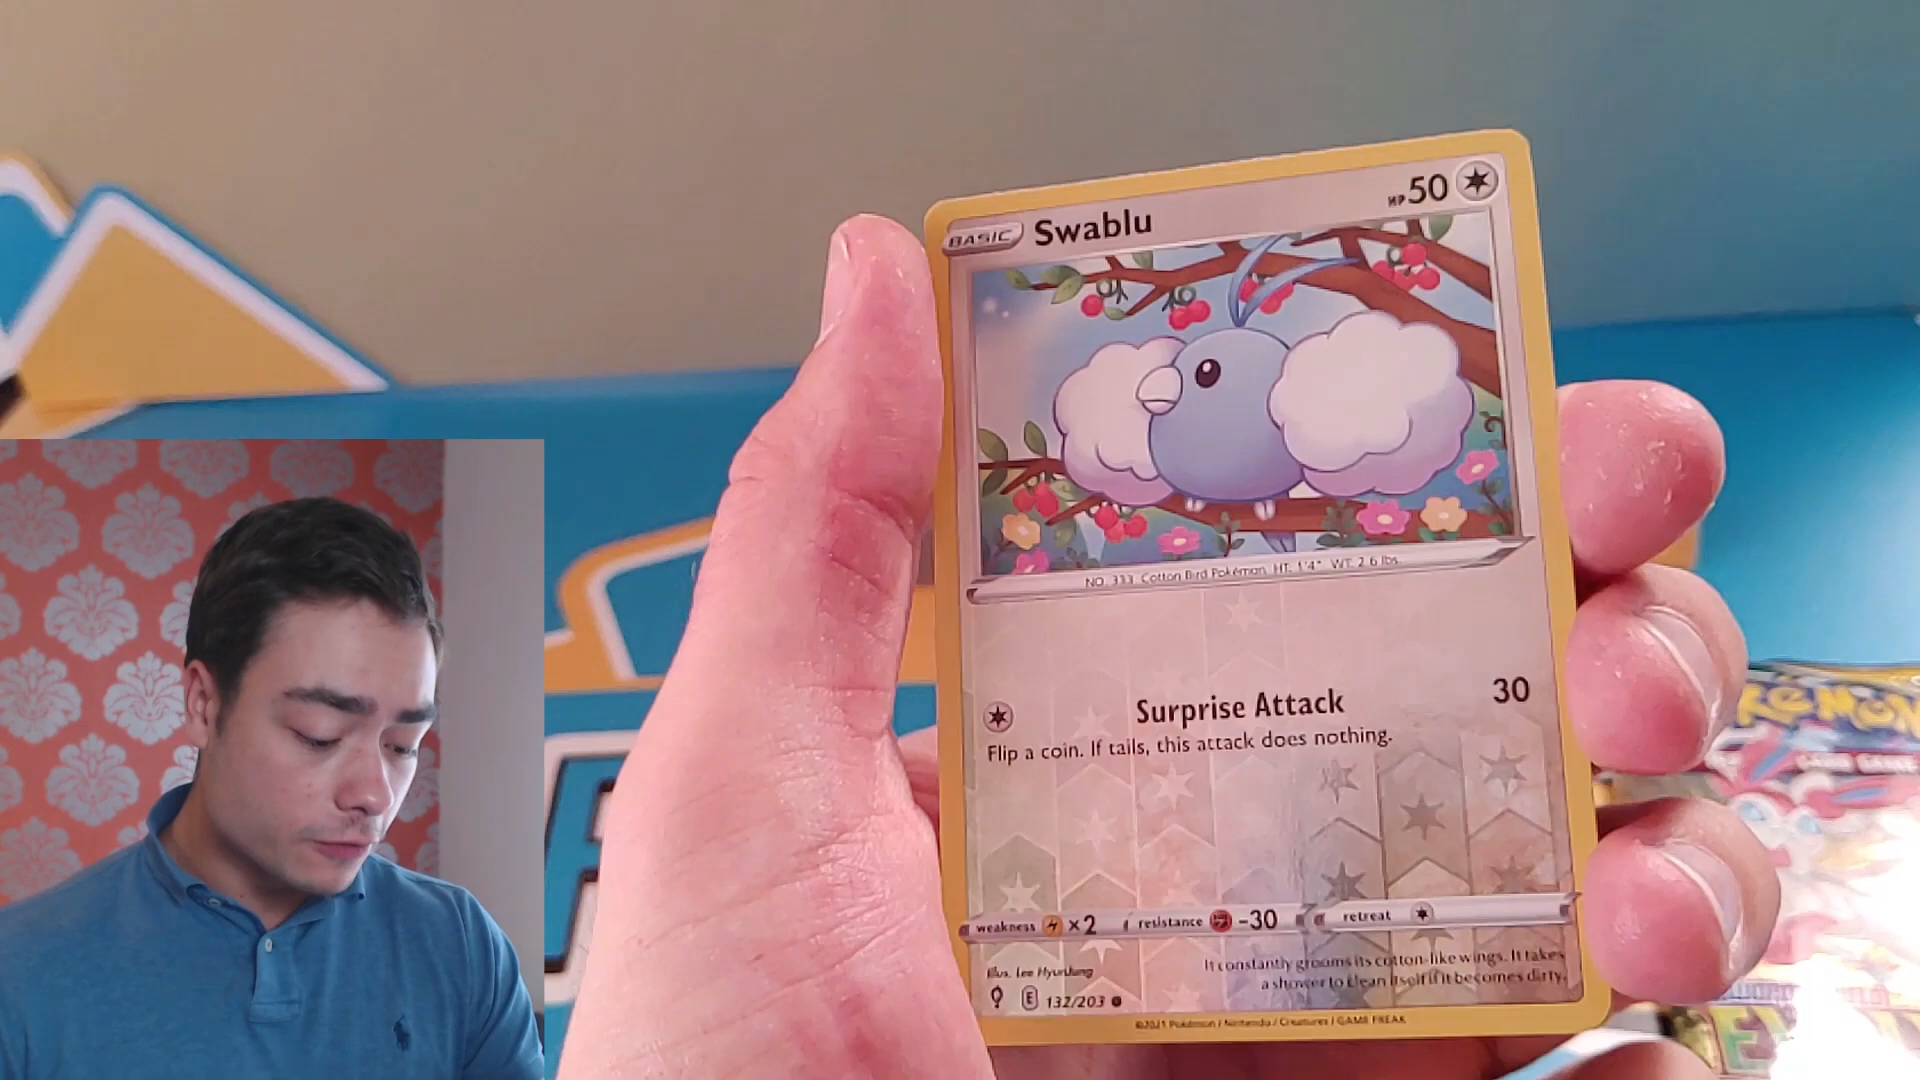 BASIC Swablu HP 50
NO. 333 Cotton Bird Pokémon HT. 1'4" WT. 2.6 lbs.
Surprise Attack 30
Flip a coin. If tails, this attack does nothing.
weakness ×2 resistance -30 retreat
Illus. Lee HyunJung
It constantly grooms its cotton-like wings. It takes
a shower to clean itself if it becomes dirty.
E 132/203
©2021 Pokémon / Nintendo / Creatures / GAME FREAK
POKÉMON